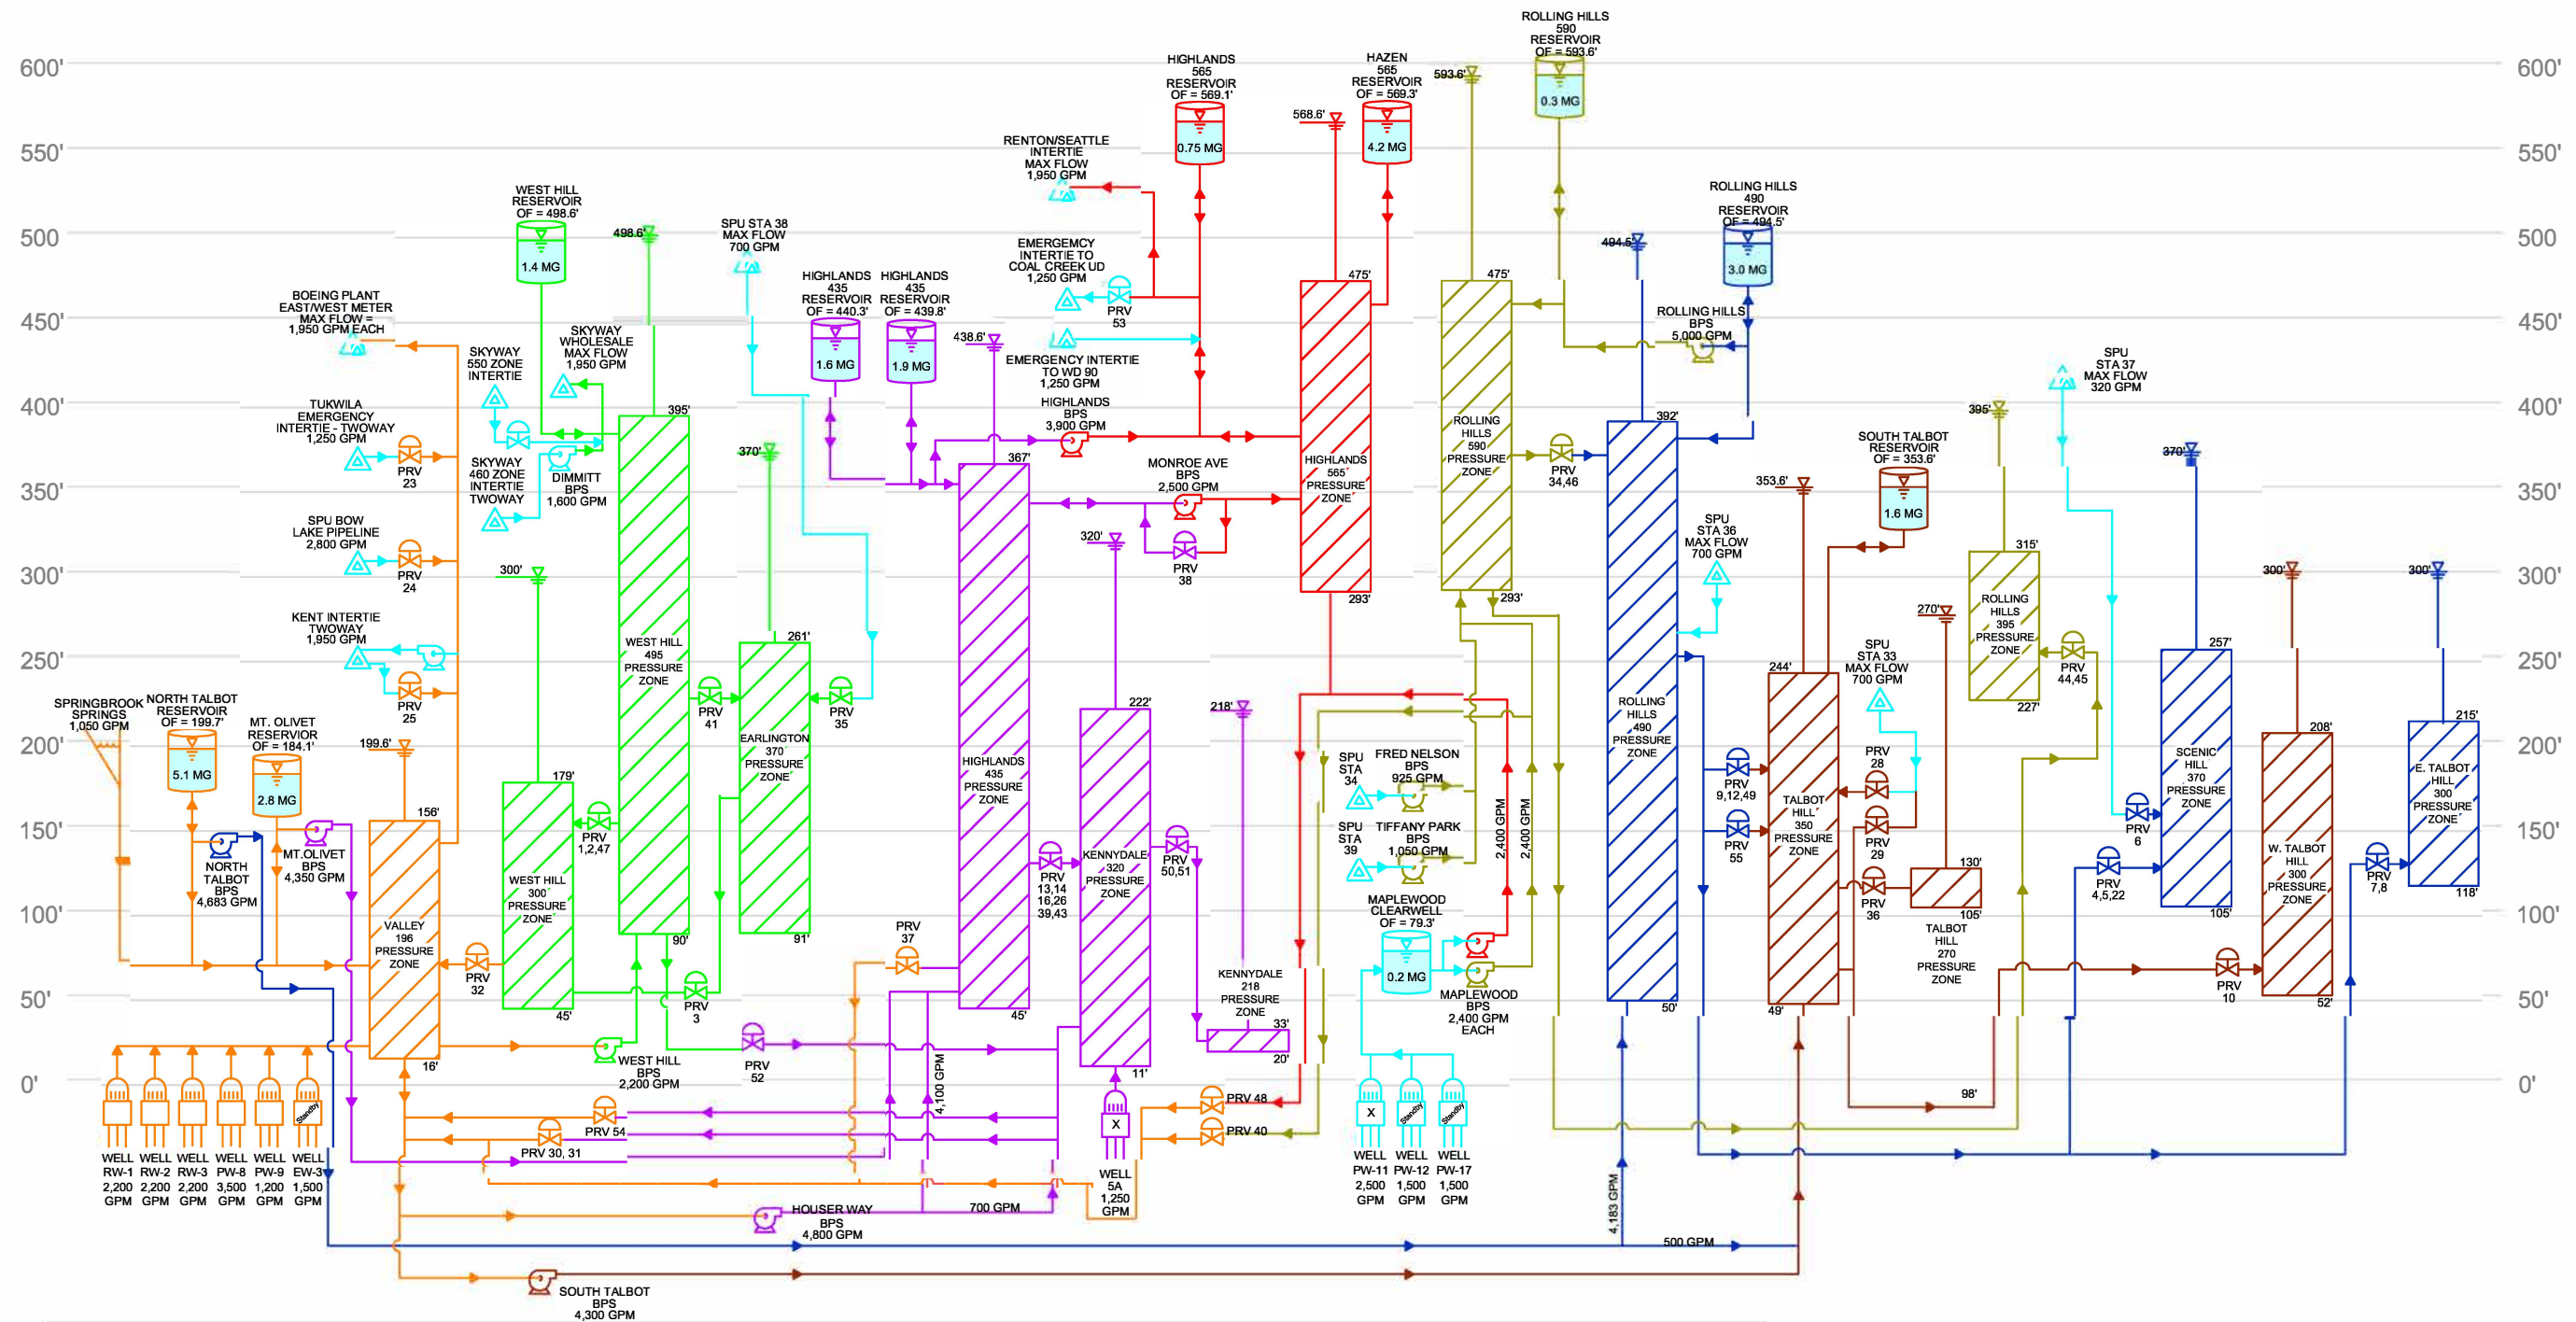 600'
550'
500
450'
400'
350'
300'
250'
200'
150'
100'
50'
0'
SPRINGBROOK
SPRINGS
1,050 GPM
NORTH TALBOT
RESERVOIR
OF = 199.7'
5.1 MG
MT. OLIVET
RESERVIOR
OF = 184.1'
2.8 MG
NORTH
TALBOT
BPS
4,683 GPM
MT.OLIVET
BPS
4,350 GPM
BOEING PLANT
EAST/WEST METER
MAX FLOW =
1,950 GPM EACH
TUKWILA
EMERGENCY
INTERTIE - TWOWAY
1,250 GPM
PRV
23
SPU BOW
LAKE PIPELINE
2,800 GPM
PRV
24
KENT INTERTIE
TWOWAY
1,950 GPM
PRV
25
199.6'
156'
VALLEY
196
PRESSURE
ZONE
16'
PRV
32
WELL
RW-1
2,200
GPM
WELL
RW-2
2,200
GPM
WELL
RW-3
2,200
GPM
WELL
PW-8
3,500
GPM
WELL
PW-9
1,200
GPM
Standby
WELL
EW-3
1,500
GPM
WEST HILL
RESERVOIR
OF = 498.6'
1.4 MG
498.6'
SKYWAY
550 ZONE
INTERTIE
SKYWAY
WHOLESALE
MAX FLOW
1,950 GPM
SKYWAY
460 ZONE
INTERTIE
TWOWAY
DIMMITT
BPS
1,600 GPM
395'
WEST HILL
495
PRESSURE
ZONE
90'
300'
179'
WEST HILL
300
PRESSURE
ZONE
45'
PRV
1,2,47
PRV
41
PRV
3
WEST HILL
BPS
2,200 GPM
PRV
52
PRV 54
PRV 30, 31
SPU STA 38
MAX FLOW
700 GPM
370'
261'
EARLINGTON
370
PRESSURE
ZONE
91'
PRV
35
PRV
37
HOUSER WAY
BPS
4,800 GPM
700 GPM
4,100 GPM
SOUTH TALBOT
BPS
4,300 GPM
HIGHLANDS
435
RESERVOIR
OF = 440.3'
1.6 MG
HIGHLANDS
435
RESERVOIR
OF = 439.8'
1.9 MG
438.6'
367'
HIGHLANDS
435
PRESSURE
ZONE
45'
RENTON/SEATTLE
INTERTIE
MAX FLOW
1,950 GPM
EMERGEMCY
INTERTIE TO
COAL CREEK UD
1,250 GPM
PRV
53
EMERGENCY INTERTIE
TO WD 90
1,250 GPM
HIGHLANDS
BPS
3,900 GPM
MONROE AVE
BPS
2,500 GPM
PRV
38
320'
222'
KENNYDALE
320
PRESSURE
ZONE
11'
PRV
13,14
16,26
39,43
PRV
50,51
X
WELL
5A
1,250
GPM
218'
KENNYDALE
218
PRESSURE
ZONE
33'
20'
PRV 48
PRV 40
HIGHLANDS
565
RESERVOIR
OF = 569.1'
0.75 MG
568.6'
HAZEN
565
RESERVOIR
OF = 569.3'
4.2 MG
475'
HIGHLANDS
565
PRESSURE
ZONE
293'
593.6'
ROLLING HILLS
590
RESERVOIR
OF = 593.6'
0.3 MG
475'
ROLLING
HILLS
590
PRESSURE
ZONE
293'
PRV
34,46
SPU
STA
34
FRED NELSON
BPS
925 GPM
SPU
STA
39
TIFFANY PARK
BPS
1,050 GPM
MAPLEWOOD
CLEARWELL
OF = 79.3'
0.2 MG
MAPLEWOOD
BPS
2,400 GPM
EACH
2,400 GPM
2,400 GPM
X
WELL
PW-11
2,500
GPM
Standby
WELL
PW-12
1,500
GPM
Standby
WELL
PW-17
1,500
GPM
ROLLING HILLS
490
RESERVOIR
OF = 494.5'
3.0 MG
494.5'
ROLLING HILLS
BPS
5,000 GPM
392'
ROLLING
HILLS
490
PRESSURE
ZONE
50'
SPU
STA 36
MAX FLOW
700 GPM
PRV
9,12,49
PRV
55
4,183 GPM
500 GPM
SOUTH TALBOT
RESERVOIR
OF = 353.6'
1.6 MG
353.6'
244'
TALBOT
HILL
350
PRESSURE
ZONE
49'
SPU
STA 33
MAX FLOW
700 GPM
PRV
28
PRV
29
PRV
36
270'
130'
105'
TALBOT
HILL
270
PRESSURE
ZONE
98'
395'
315'
ROLLING
HILLS
395
PRESSURE
ZONE
227'
PRV
44,45
SPU
STA 37
MAX FLOW
320 GPM
370'
257'
SCENIC
HILL
370
PRESSURE
ZONE
105'
PRV
6
PRV
4,5,22
PRV
10
300'
208'
W. TALBOT
HILL
300
PRESSURE
ZONE
52'
300'
215'
E. TALBOT
HILL
300
PRESSURE
ZONE
118'
PRV
7,8
600'
550'
500
450'
400'
350'
300'
250'
200'
150'
100'
50'
0'